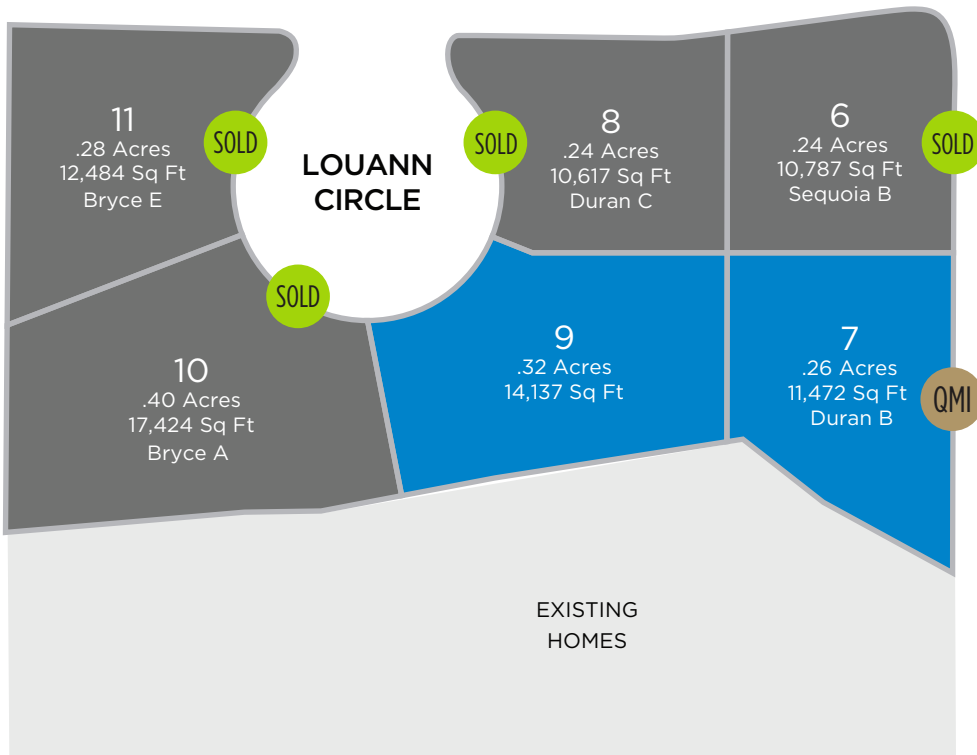 11
.28 Acres
12,484 Sq Ft
Bryce E
SOLD
LOUANN
CIRCLE
SOLD
8
.24 Acres
10,617 Sq Ft
Duran C
6
.24 Acres
10,787 Sq Ft
Sequoia B
SOLD
SOLD
10
.40 Acres
17,424 Sq Ft
Bryce A
9
.32 Acres
14,137 Sq Ft
7
.26 Acres
11,472 Sq Ft
Duran B
QMI
EXISTING
HOMES